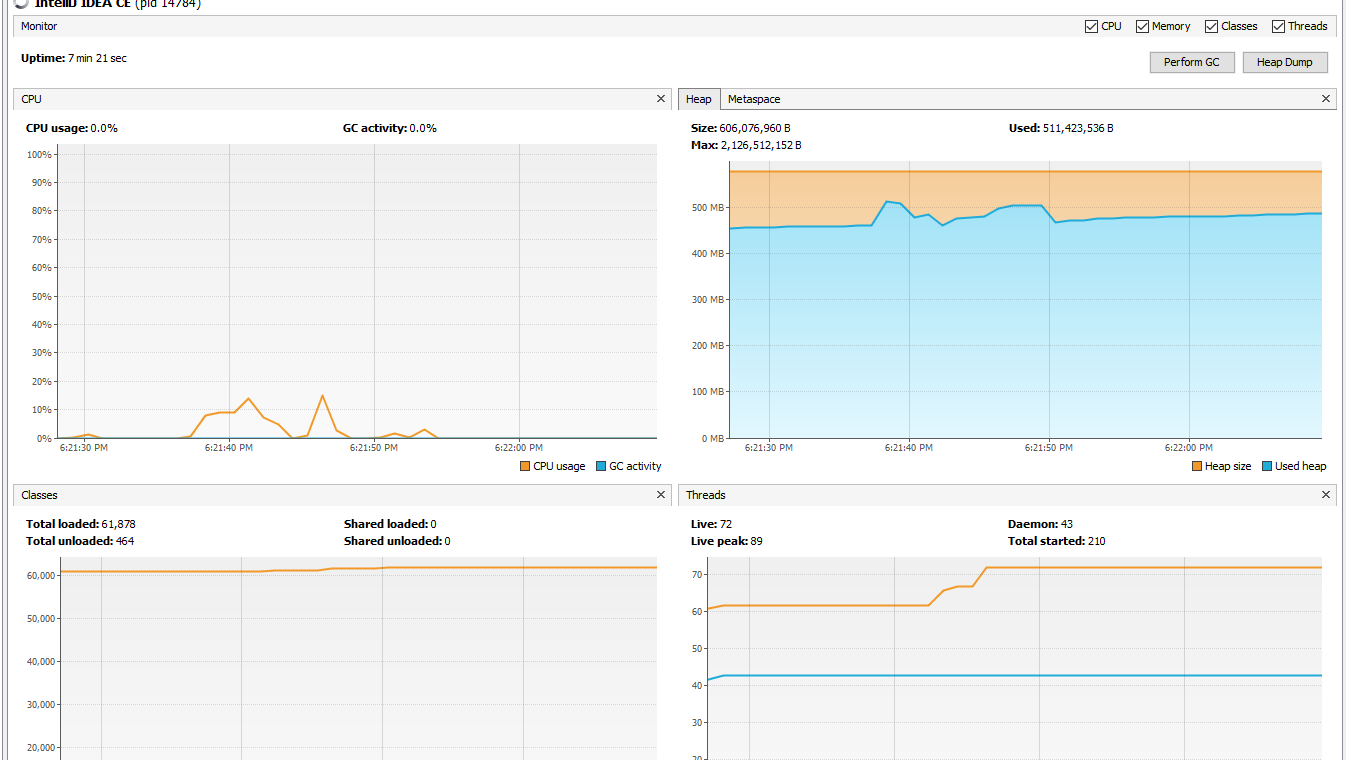 IntelliJ IDEA CE (pid 14784)
Monitor
CPU Memory Classes Threads
Uptime: 7 min 21 sec
Perform GC Heap Dump
CPU
CPU usage: 0.0% GC activity: 0.0%
100%
90%
80%
70%
60%
50%
40%
30%
20%
10%
0%
6:21:30 PM 6:21:40 PM 6:21:50 PM 6:22:00 PM
CPU usage GC activity
Heap Metaspace
Size: 606,076,960 B Used: 511,423,536 B
Max: 2,126,512,152 B
500 MB
400 MB
300 MB
200 MB
100 MB
0 MB
6:21:30 PM 6:21:40 PM 6:21:50 PM 6:22:00 PM
Heap size Used heap
Classes
Total loaded: 61,878 Shared loaded: 0
Total unloaded: 464 Shared unloaded: 0
60,000
50,000
40,000
30,000
20,000
Threads
Live: 72 Daemon: 43
Live peak: 89 Total started: 210
70
60
50
40
30
20